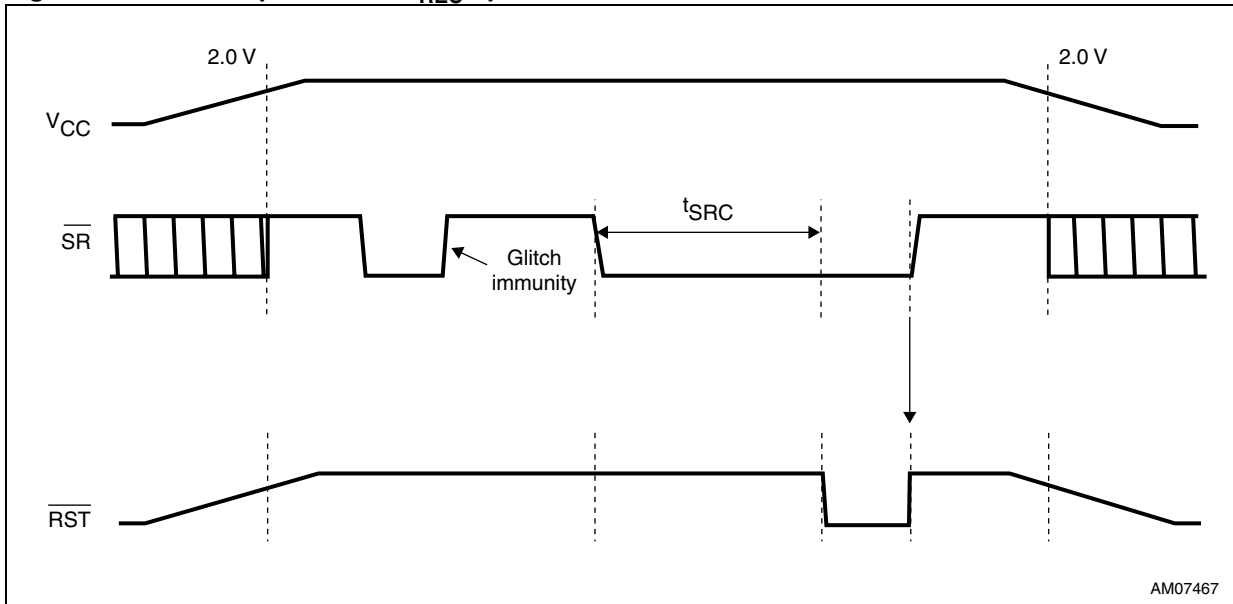 2.0 V
2.0 V
VCC
SR
tSRC
Glitch
immunity
RST
AM07467